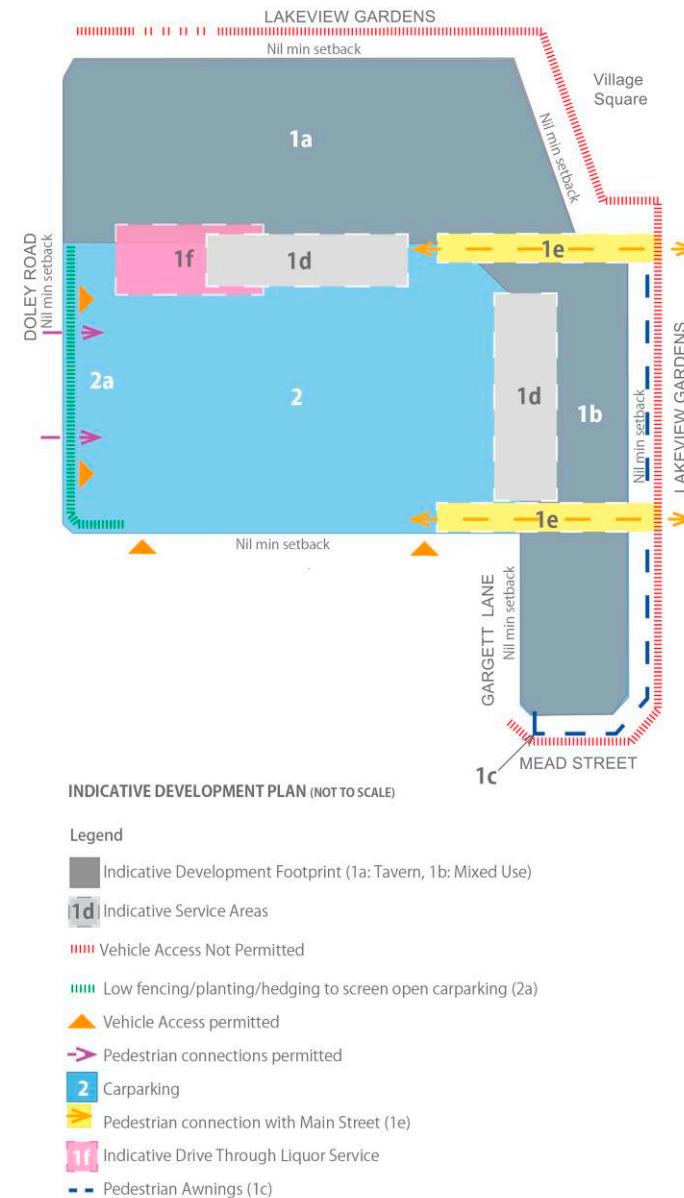 LAKEVIEW GARDENS
Nil min setback
Village
Square
1a
Nil min setback
DOLEY ROAD
Nil min setback
1f
1d
1e
2a
2
1d
1b
Nil min setback
LAKEVIEW GARDENS
1e
Nil min setback
GARGETT LANE
Nil min setback
1c
MEAD STREET
INDICATIVE DEVELOPMENT PLAN (NOT TO SCALE)
Legend
Indicative Development Footprint (1a: Tavern, 1b: Mixed Use)
1d Indicative Service Areas
Vehicle Access Not Permitted
Low fencing/planting/hedging to screen open carparking (2a)
Vehicle Access permitted
Pedestrian connections permitted
2 Carparking
Pedestrian connection with Main Street (1e)
1f Indicative Drive Through Liquor Service
Pedestrian Awnings (1c)